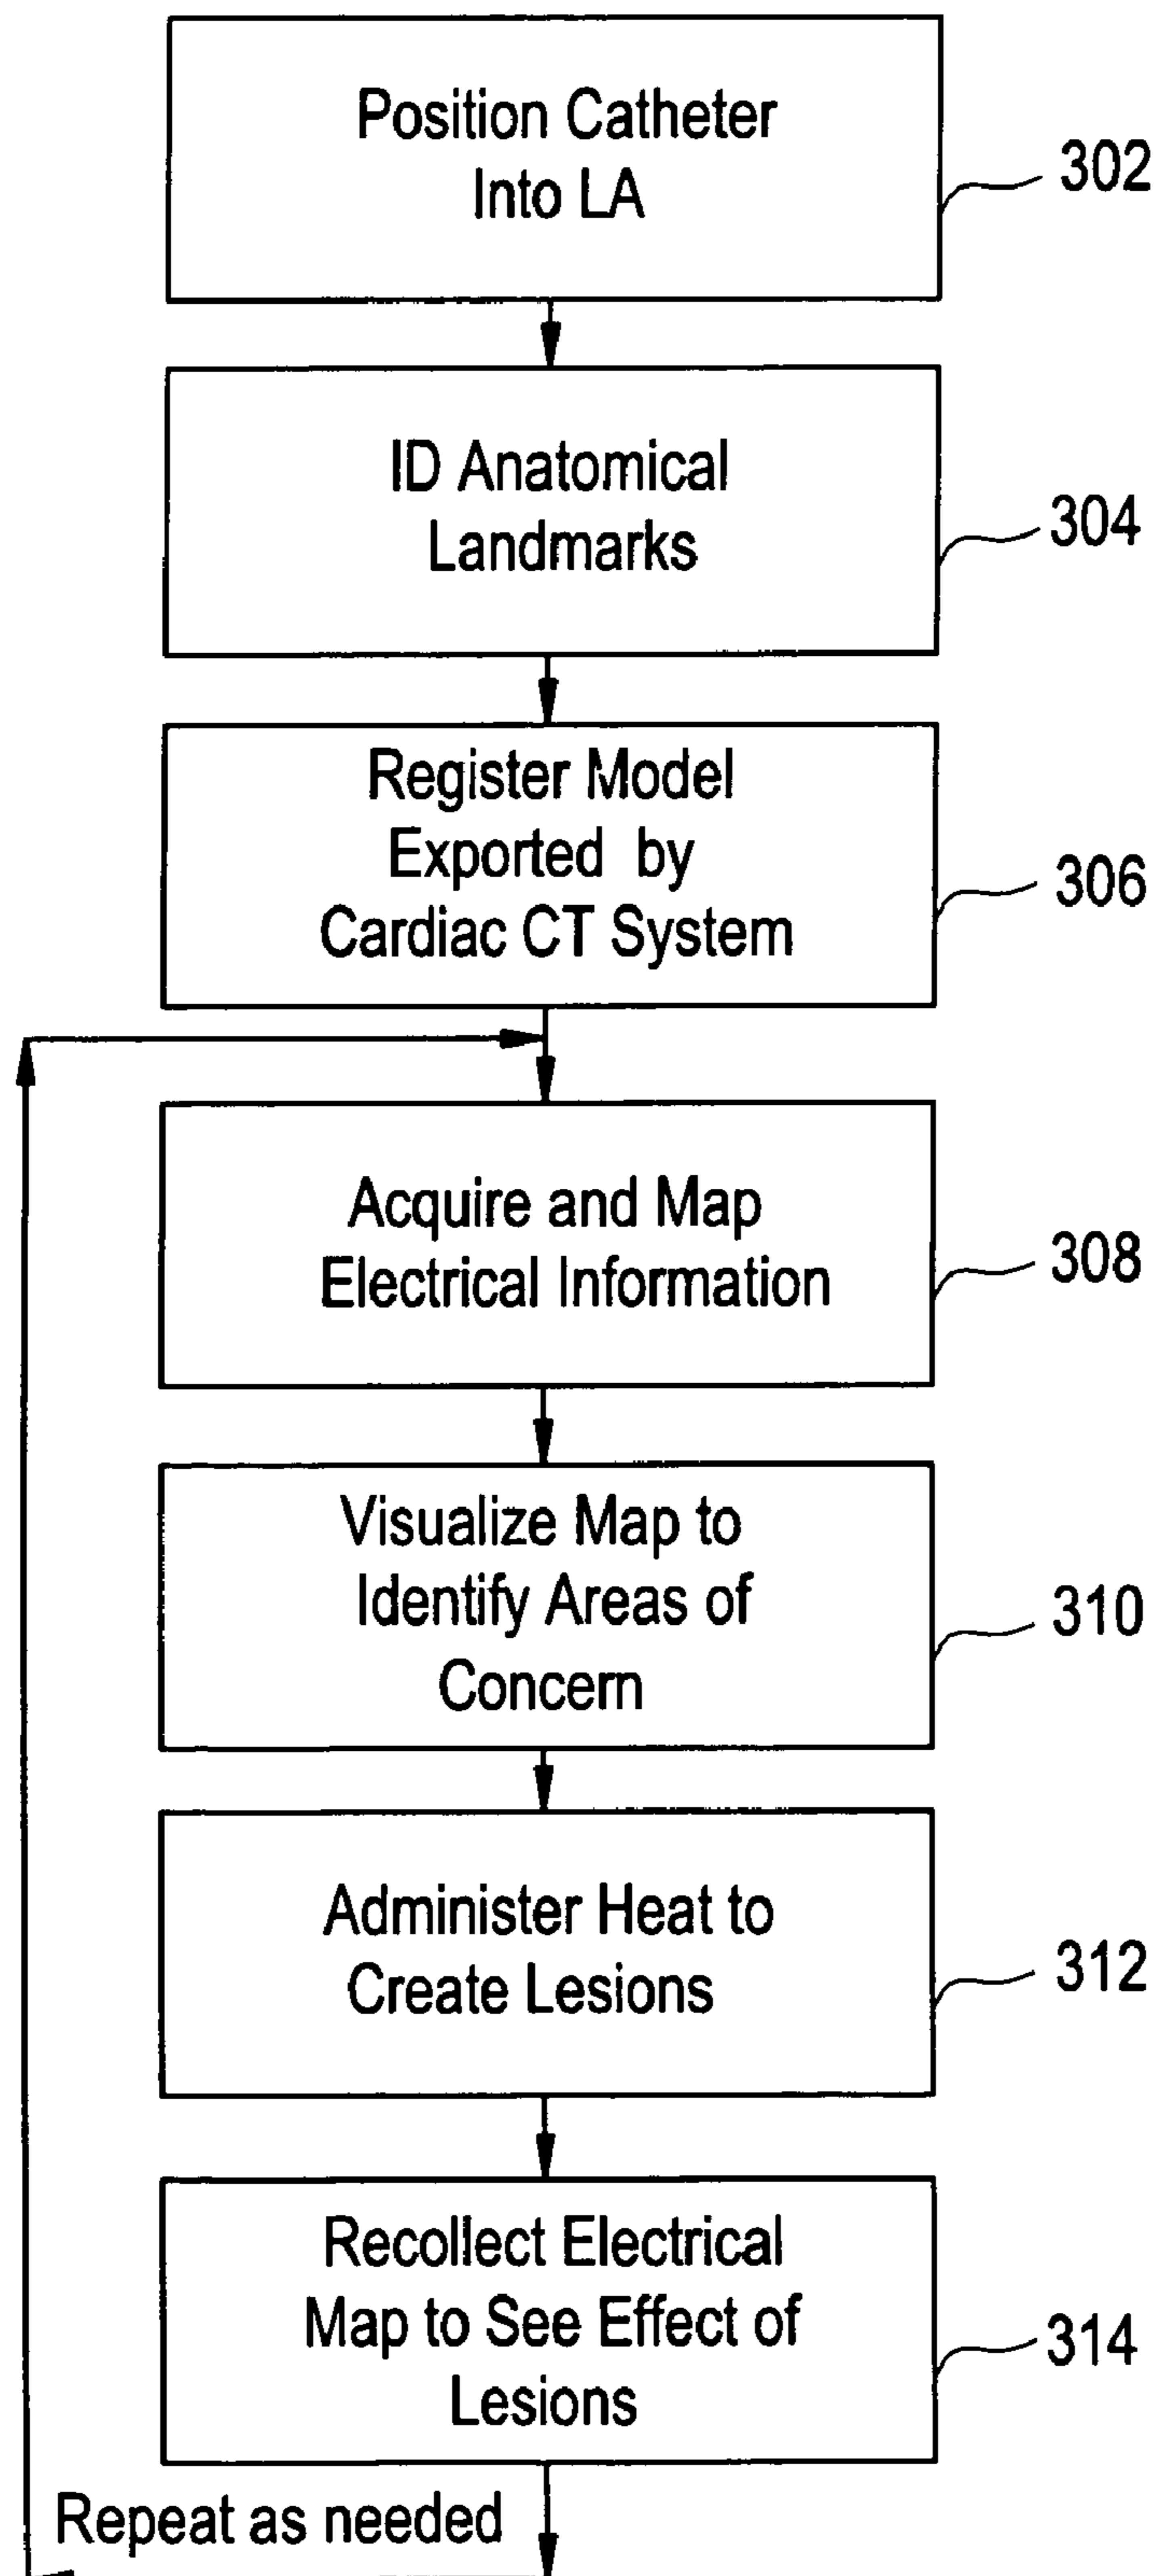 Position Catheter
Into LA
302
ID Anatomical
Landmarks
304
Register Model
Exported by
Cardiac CT System
306
Acquire and Map
Electrical Information
308
Visualize Map to
Identify Areas of
Concern
310
Administer Heat to
Create Lesions
312
Recollect Electrical
Map to See Effect of
Lesions
314
Repeat as needed